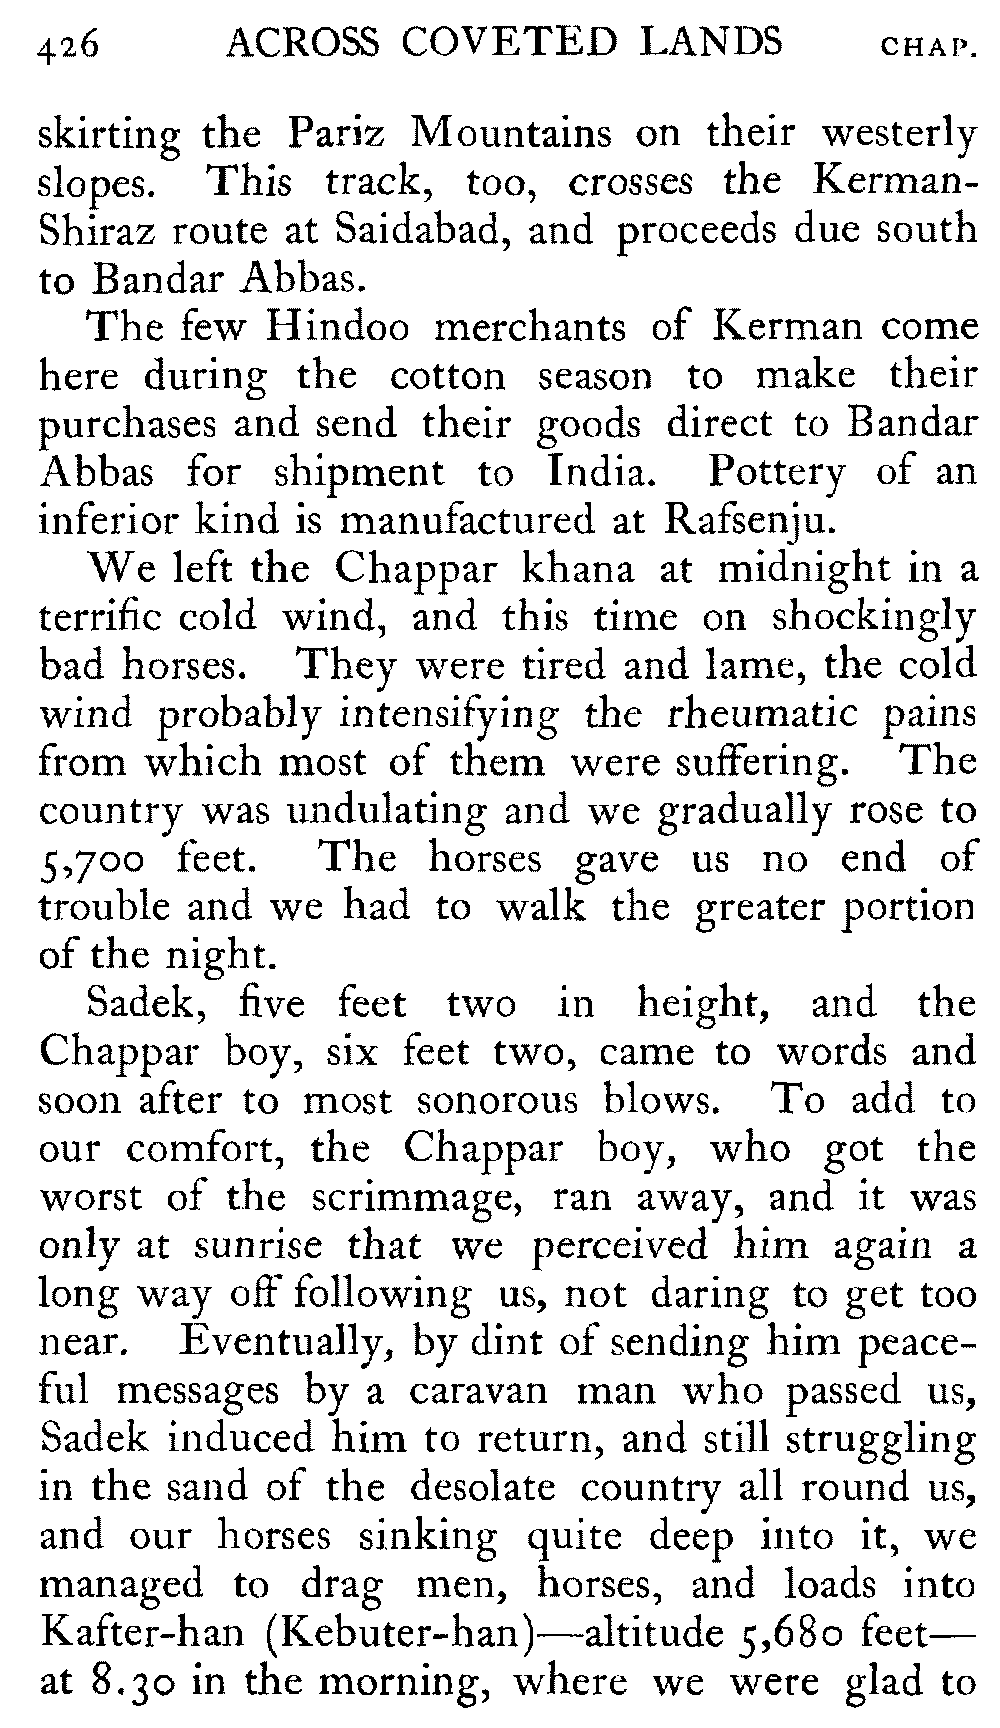 426 ACROSS COVETED LANDS CHAP.
skirting the Pariz Mountains on their westerly
slopes. This track, too, crosses the Kerman-
Shiraz route at Saidabad, and proceeds due south
to Bandar Abbas.
The few Hindoo merchants of Kerman come
here during the cotton season to make their
purchases and send their goods direct to Bandar
Abbas for shipment to India. Pottery of an
inferior kind is manufactured at Rafsenju.
We left the Chappar khana at midnight in a
terrific cold wind, and this time on shockingly
bad horses. They were tired and lame, the cold
wind probably intensifying the rheumatic pains
from which most of them were suffering. The
country was undulating and we gradually rose to
5,700 feet. The horses gave us no end of
trouble and we had to walk the greater portion
of the night.
Sadek, five feet two in height, and the
Chappar boy, six feet two, came to words and
soon after to most sonorous blows. To add to
our comfort, the Chappar boy, who got the
worst of the scrimmage, ran away, and it was
only at sunrise that we perceived him again a
long way off following us, not daring to get too
near. Eventually, by dint of sending him peace-
ful messages by a caravan man who passed us,
Sadek induced him to return, and still struggling
in the sand of the desolate country all round us,
and our horses sinking quite deep into it, we
managed to drag men, horses, and loads into
Kafter-han (Kebuter-han)—altitude 5,680 feet—
at 8.30 in the morning, where we were glad to